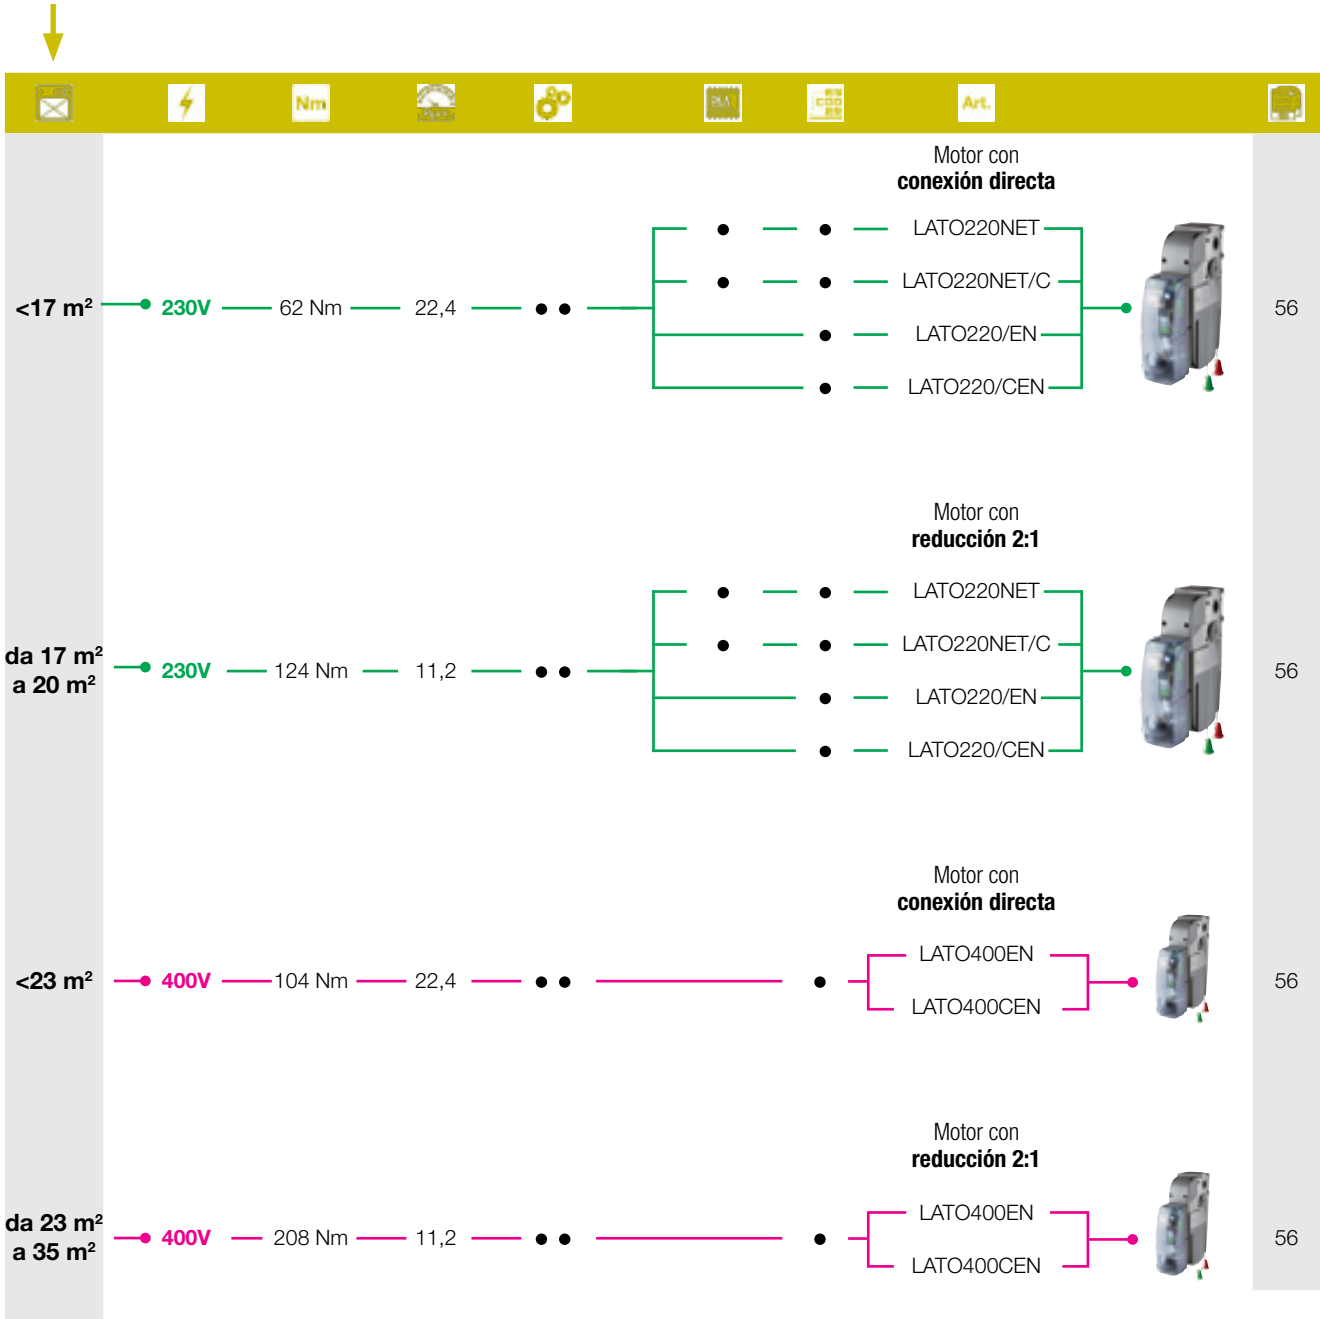 Nm Art.
Motor con
conexión directa
LATO220NET
LATO220NET/C
<17 m² 230V 62 Nm 22,4 56
LATO220/EN
LATO220/CEN
Motor con
reducción 2:1
LATO220NET
LATO220NET/C
da 17 m²
a 20 m²
230V 124 Nm 11,2 56
LATO220/EN
LATO220/CEN
Motor con
conexión directa
LATO400EN
<23 m² 400V 104 Nm 22,4 56
LATO400CEN
Motor con
reducción 2:1
LATO400EN
da 23 m²
a 35 m²
400V 208 Nm 11,2 56
LATO400CEN